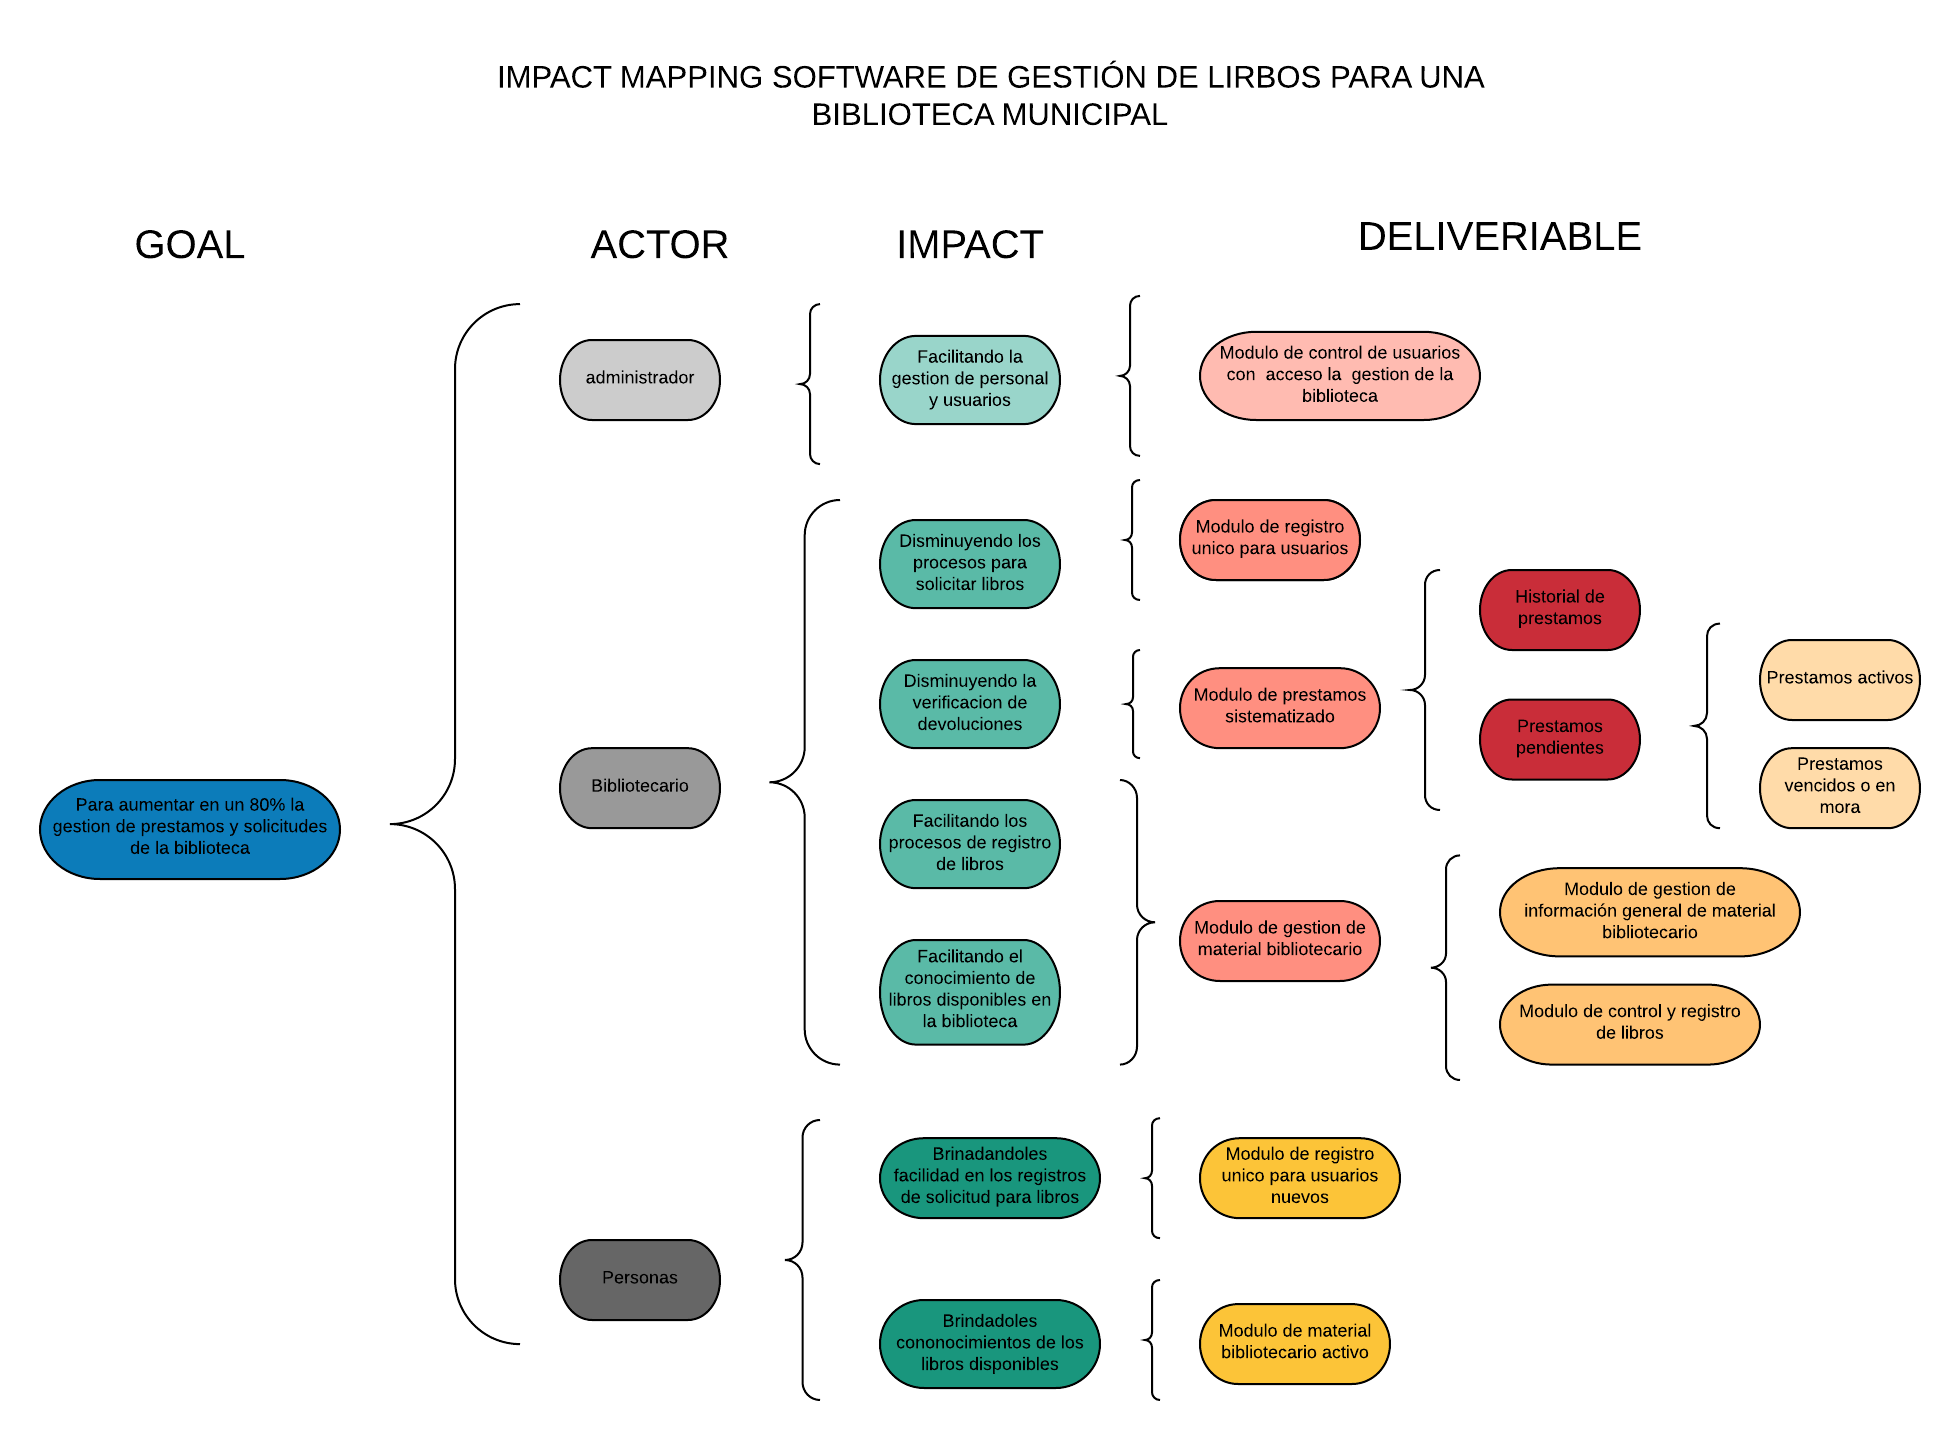 IMPACT MAPPING SOFTWARE DE GESTIÓN DE LIRBOS PARA UNA
BIBLIOTECA MUNICIPAL
GOAL
ACTOR
IMPACT
DELIVERIABLE
Para aumentar en un 80% la
gestion de prestamos y solicitudes
de la biblioteca
administrador
Facilitando la
gestion de personal
y usuarios
Modulo de control de usuarios
con  acceso la  gestion de la
biblioteca
Bibliotecario
Disminuyendo los
procesos para
solicitar libros
Modulo de registro
unico para usuarios
Disminuyendo la
verificacion de
devoluciones
Modulo de prestamos
sistematizado
Historial de
prestamos
Prestamos
pendientes
Prestamos activos
Prestamos
vencidos o en
mora
Facilitando los
procesos de registro
de libros
Facilitando el
conocimiento de
libros disponibles en
la biblioteca
Modulo de gestion de
material bibliotecario
Modulo de gestion de
información general de material
bibliotecario
Modulo de control y registro
de libros
Personas
Brinadandoles
facilidad en los registros
de solicitud para libros
Modulo de registro
unico para usuarios
nuevos
Brindadoles
cononocimientos de los
libros disponibles
Modulo de material
bibliotecario activo